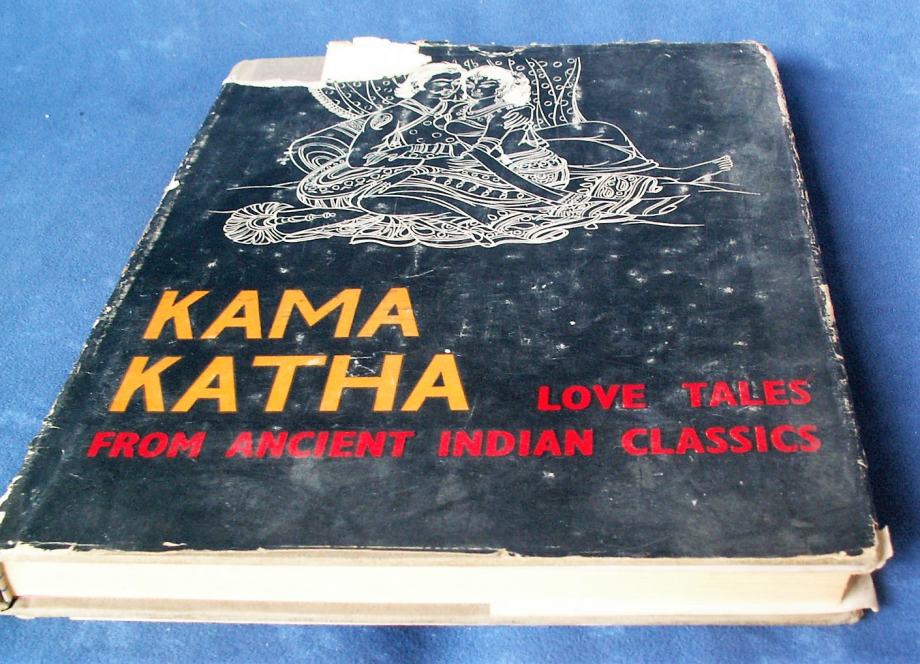 KAMA
KATHA LOVE TALES
FROM ANCIENT INDIAN CLASSICS